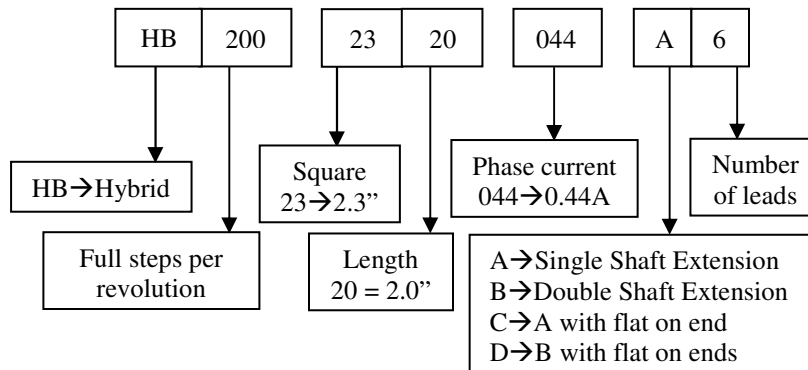 HB 200 23 20 044 A 6
HB→Hybrid
Square
23→2.3”
Phase current
044→0.44A
Number
of leads
Full steps per
revolution
Length
20 = 2.0”
A→Single Shaft Extension
B→Double Shaft Extension
C→A with flat on end
D→B with flat on ends